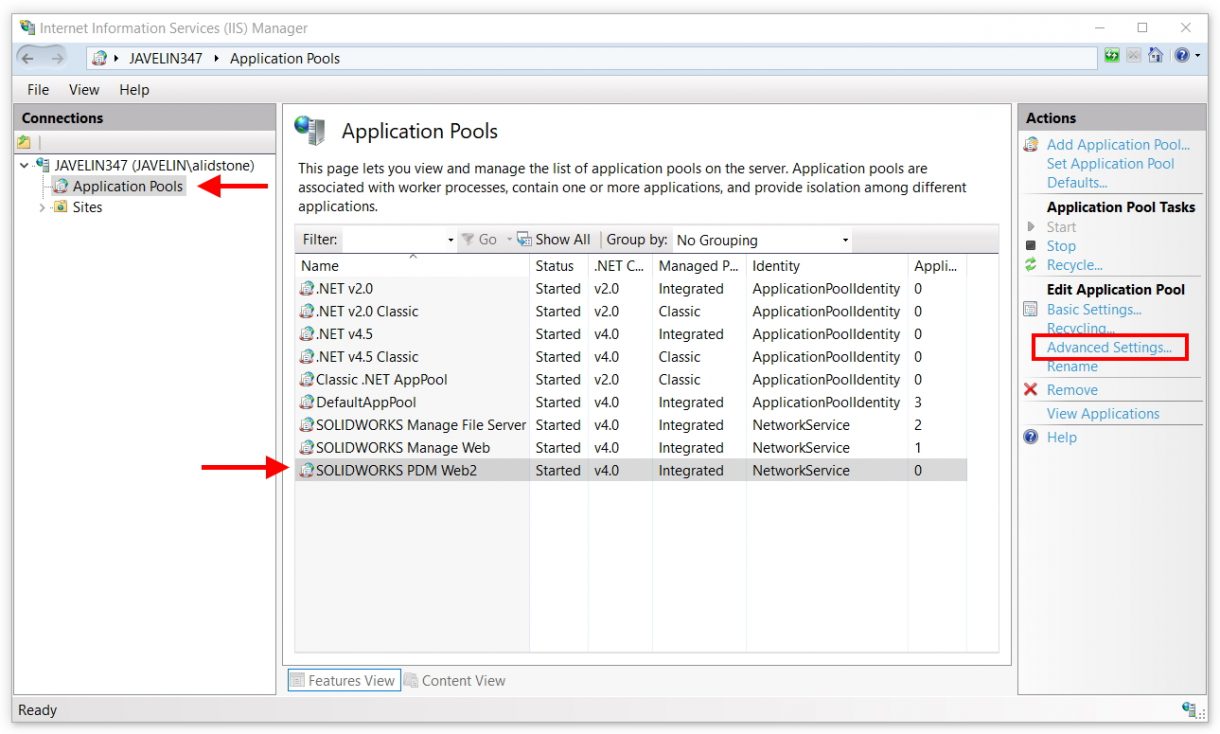 Internet Information Services (IIS) Manager
JAVELIN347 Application Pools
File View Help
Connections
JAVELIN347 (JAVELIN\alidstone)
Application Pools
Sites
Application Pools
This page lets you view and manage the list of application pools on the server. Application pools are
associated with worker processes, contain one or more applications, and provide isolation among different
applications.
Filter: Go Show All Group by: No Grouping
Name Status .NET C... Managed P... Identity Appli...
.NET v2.0 Started v2.0 Integrated ApplicationPoolIdentity 0
.NET v2.0 Classic Started v2.0 Classic ApplicationPoolIdentity 0
.NET v4.5 Started v4.0 Integrated ApplicationPoolIdentity 0
.NET v4.5 Classic Started v4.0 Classic ApplicationPoolIdentity 0
Classic .NET AppPool Started v2.0 Classic ApplicationPoolIdentity 0
DefaultAppPool Started v4.0 Integrated ApplicationPoolIdentity 3
SOLIDWORKS Manage File Server Started v4.0 Integrated NetworkService 2
SOLIDWORKS Manage Web Started v4.0 Integrated NetworkService 1
SOLIDWORKS PDM Web2 Started v4.0 Integrated NetworkService 0
Features View Content View
Actions
Add Application Pool...
Set Application Pool
Defaults...
Application Pool Tasks
Start
Stop
Recycle...
Edit Application Pool
Basic Settings...
Recycling...
Advanced Settings...
Rename
Remove
View Applications
Help
Ready